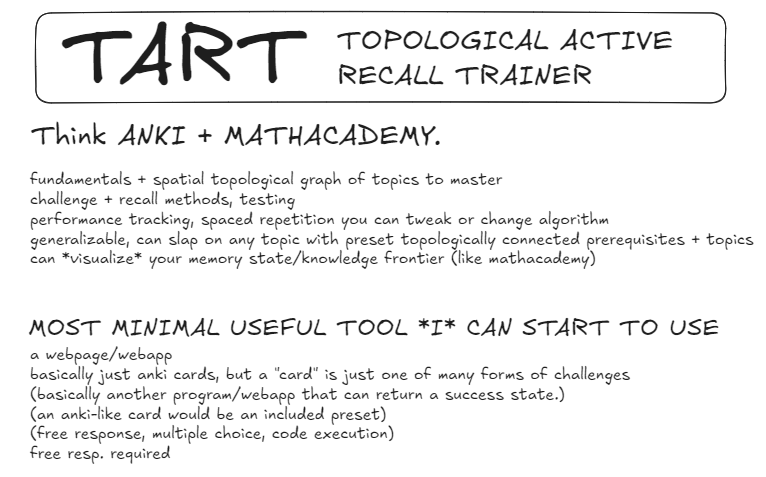 TART
TOPOLOGICAL ACTIVE
RECALL TRAINER
Think ANKI + MATHACADEMY.
fundamentals + spatial topological graph of topics to master
challenge + recall methods, testing
performance tracking, spaced repetition you can tweak or change algorithm
generalizable, can slap on any topic with preset topologically connected prerequisites + topics
can *visualize* your memory state/knowledge frontier (like mathacademy)
MOST MINIMAL USEFUL TOOL *I* CAN START TO USE
a webpage/webapp
basically just anki cards, but a "card" is just one of many forms of challenges
(basically another program/webapp that can return a success state.)
(an anki-like card would be an included preset)
(free response, multiple choice, code execution)
free resp. required